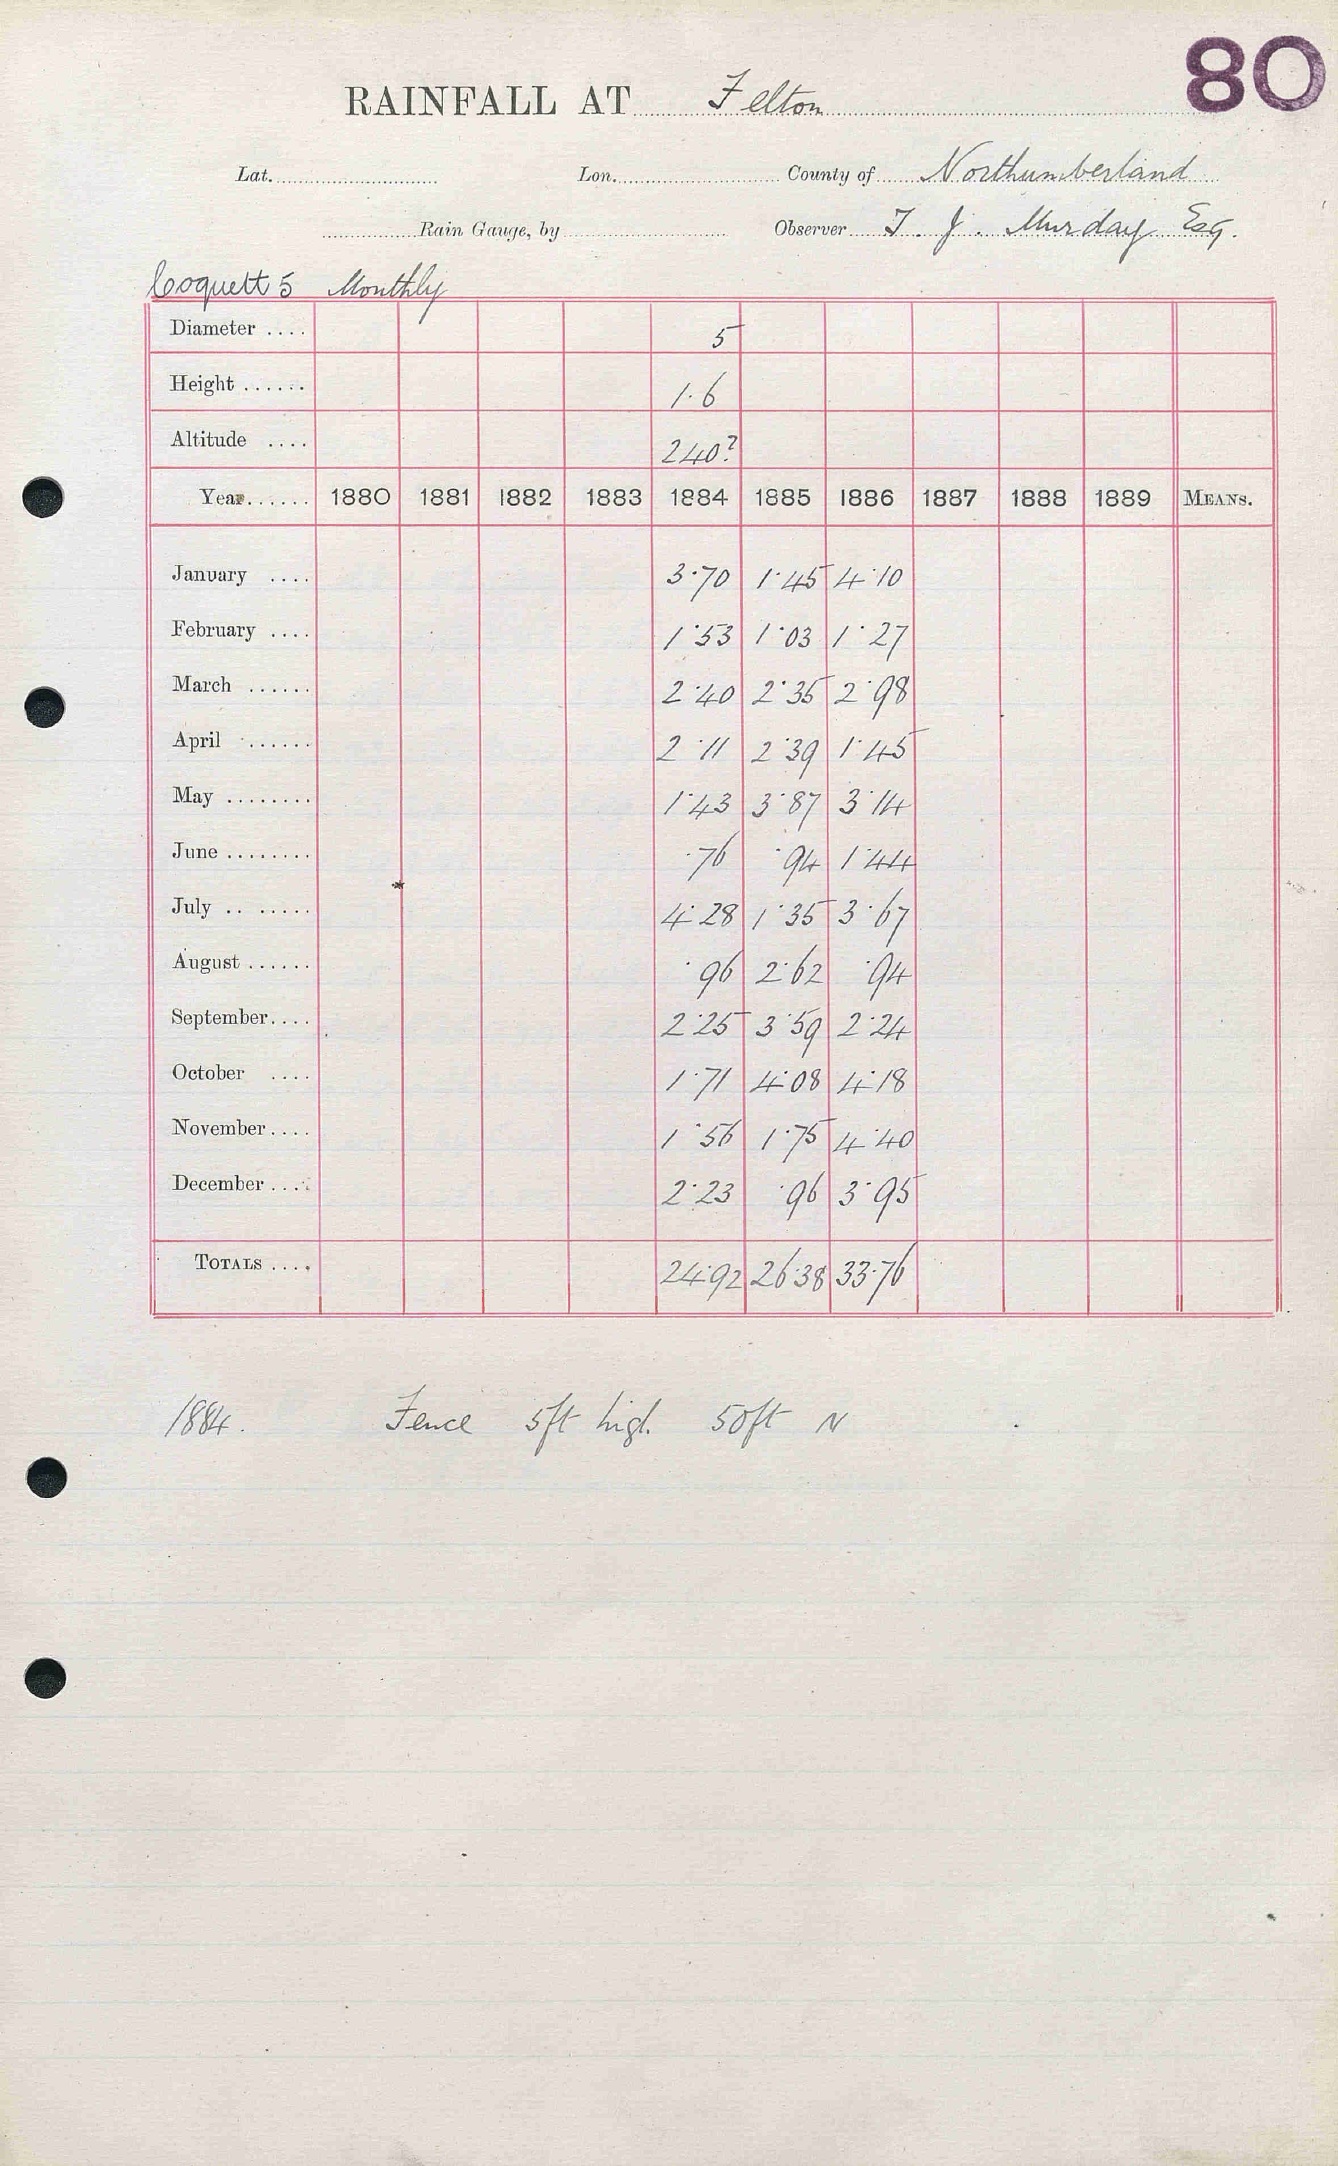 80
RAINFALL AT Felton
Lat. Lon. County of Northumberland
Rain Gauge, by Observer T. J. Murday Esq.
Coquett 5 Monthly
Diameter .... 5
Height ...... 1.6
Altitude .... 240?
Year...... 1880 1881 1882 1883 1884 1885 1886 1887 1888 1889 MEANS.
January .... 3.70 1.45 4.10
February .... 1.53 1.03 1.27
March ...... 2.40 2.35 2.98
April ...... 2.11 2.39 1.45
May ........ 1.43 3.87 3.14
June ........ .76 .94 1.44
July .. ..... 4.28 1.35 3.67
August ...... .96 2.62 .94
September.... 2.25 3.59 2.24
October .... 1.71 4.08 4.18
November.... 1.56 1.75 4.40
December .... 2.23 .96 3.95
TOTALS .... 24.92 26.38 33.76
1884. Fence 5ft high. 50ft N